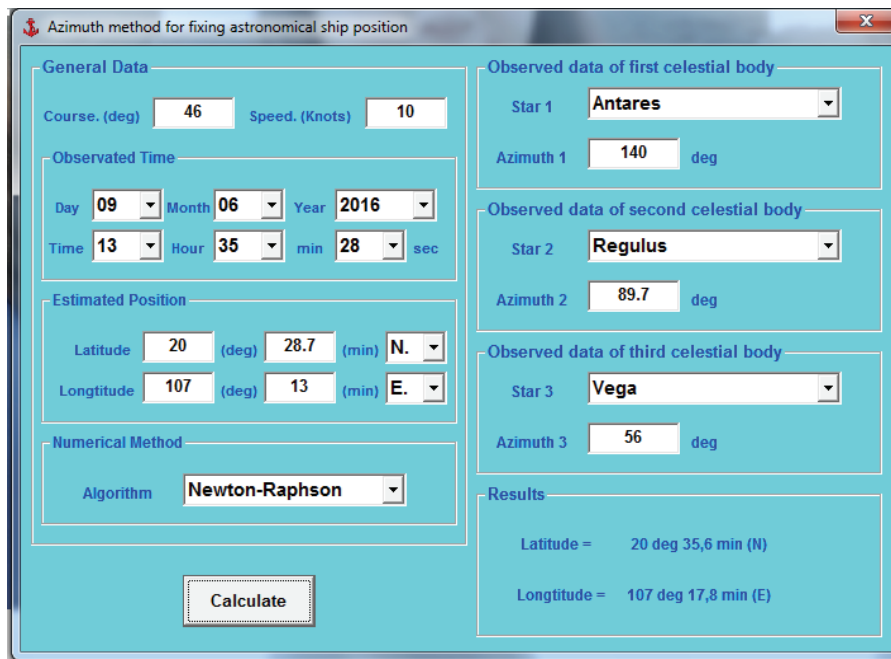 Azimuth method for fixing astronomical ship position
General Data
Course. (deg) 46 Speed. (Knots) 10
Observated Time
Day 09 Month 06 Year 2016
Time 13 Hour 35 min 28 sec
Estimated Position
Latitude 20 (deg) 28.7 (min) N.
Longtitude 107 (deg) 13 (min) E.
Numerical Method
Algorithm Newton-Raphson
Calculate
Observed data of first celestial body
Star 1 Antares
Azimuth 1 140 deg
Observed data of second celestial body
Star 2 Regulus
Azimuth 2 89.7 deg
Observed data of third celestial body
Star 3 Vega
Azimuth 3 56 deg
Results
Latitude = 20 deg 35,6 min (N)
Longtitude = 107 deg 17,8 min (E)